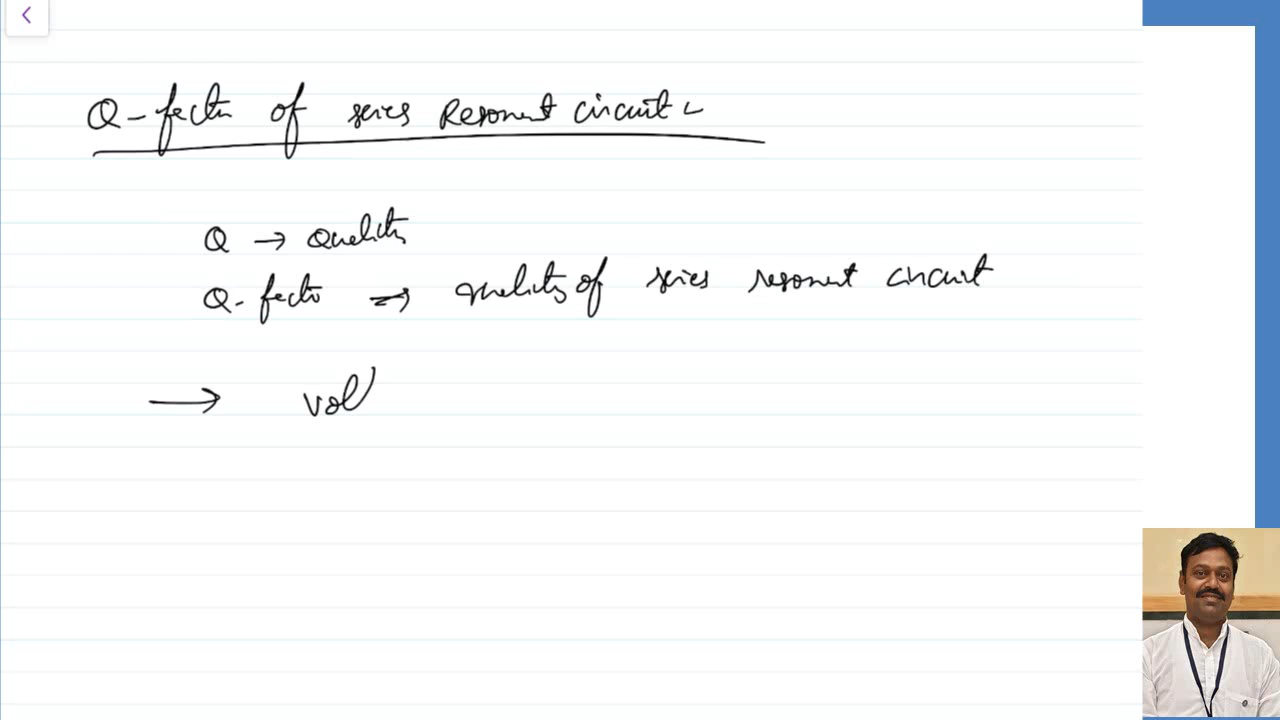 Q-factor of series Resonant circuit
Q → Quality
Q-factor → quality of series resonant circuit
→ vol